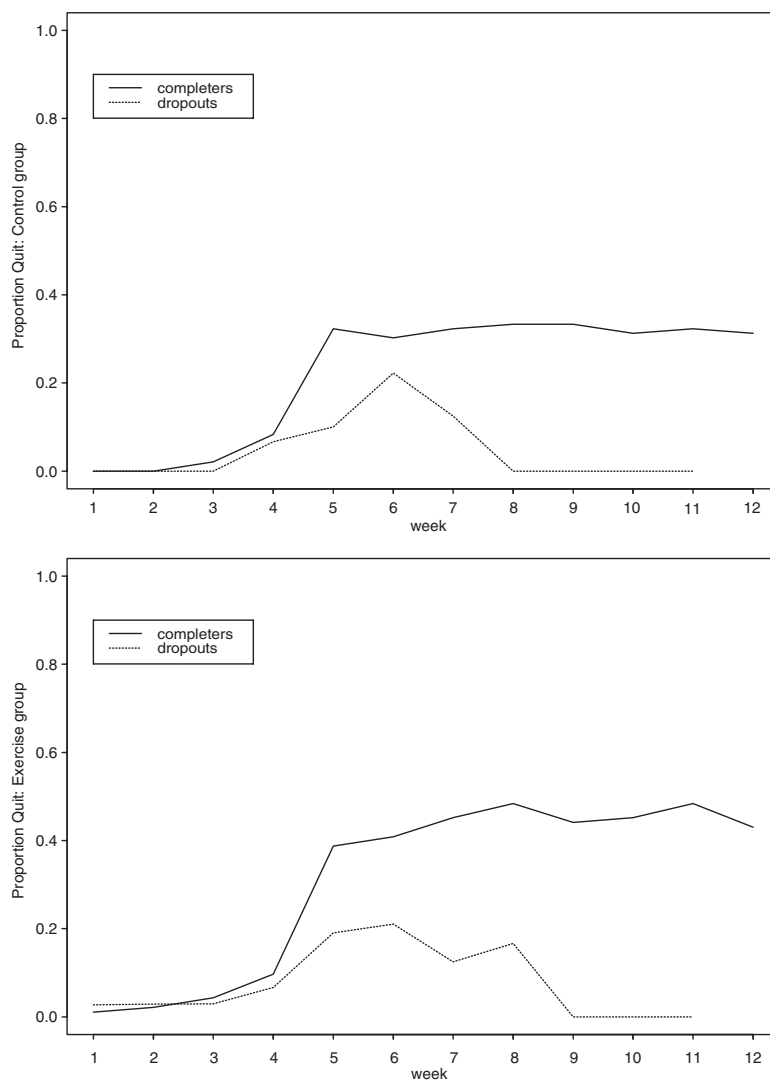 1.0
completers
dropouts
0.8
0.6
0.4
0.2
0.0
Proportion Quit: Control group
1 2 3 4 5 6 7 8 9 10 11 12
week
1.0
completers
dropouts
0.8
0.6
0.4
0.2
0.0
Proportion Quit: Exercise group
1 2 3 4 5 6 7 8 9 10 11 12
week